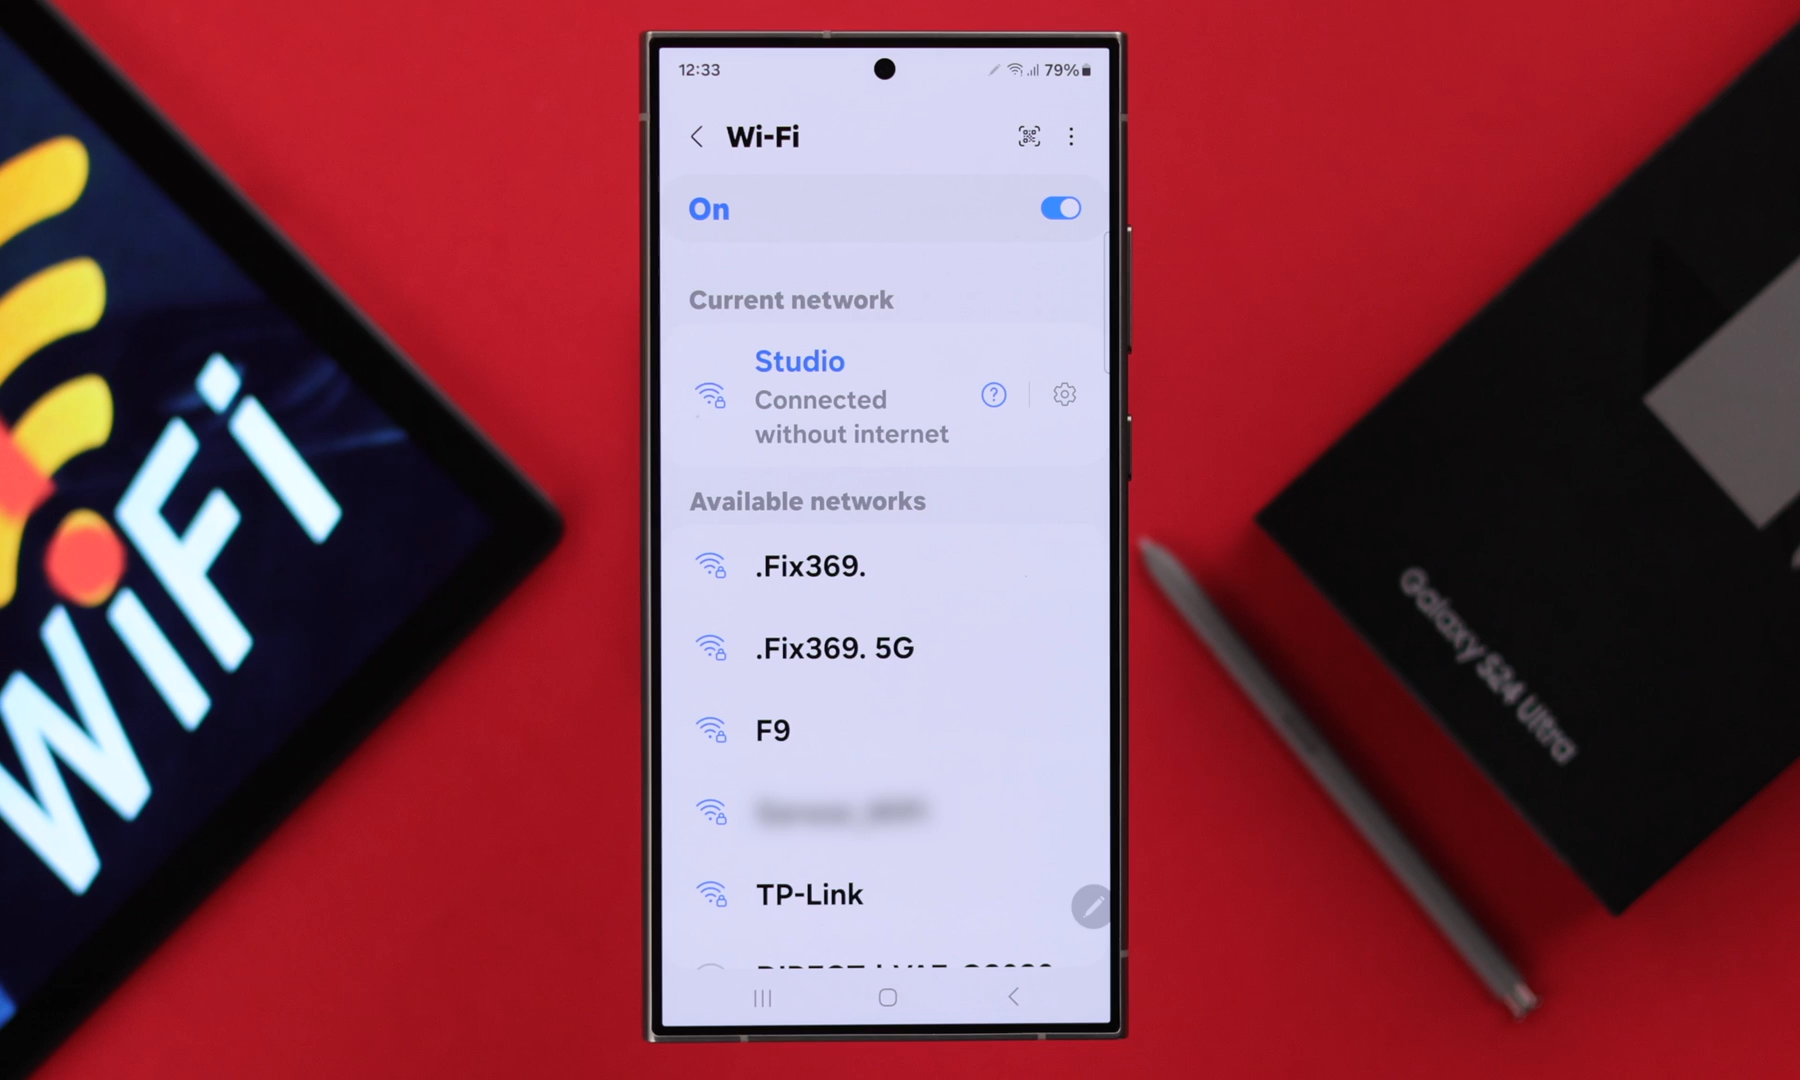 12:33
79%
Wi-Fi
On
Current network
Studio
Connected
without internet
Available networks
.Fix369.
.Fix369. 5G
F9
TP-Link
WiFi
Galaxy S24 Ultra